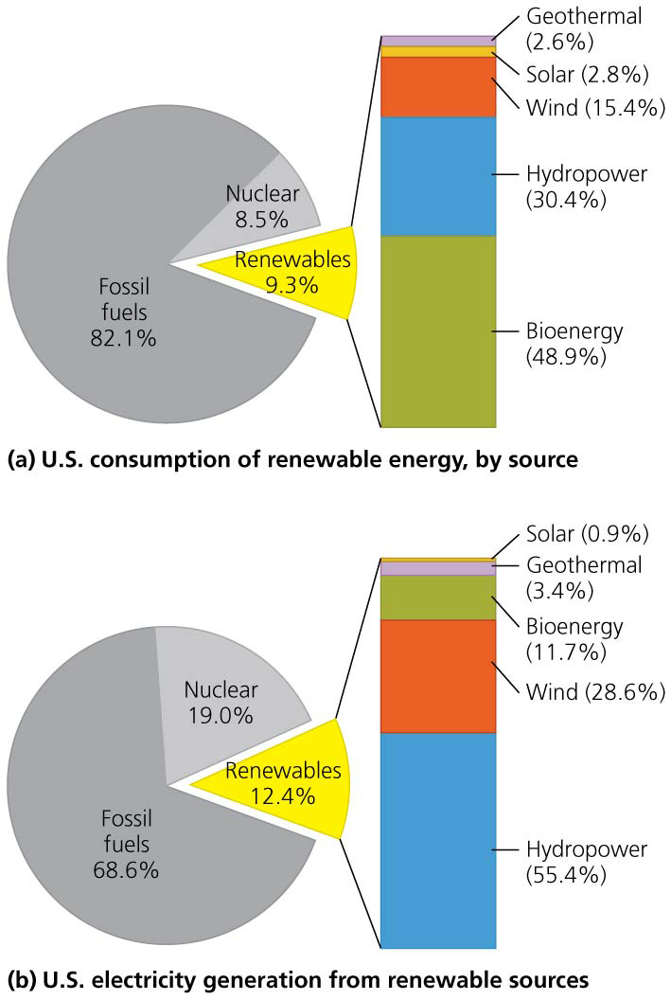 Geothermal
(2.6%)
Solar (2.8%)
Wind (15.4%)
Nuclear
8.5%
Hydropower
(30.4%)
Renewables
9.3%
Fossil
fuels
82.1%
Bioenergy
(48.9%)
(a) U.S. consumption of renewable energy, by source
Solar (0.9%)
Geothermal
(3.4%)
Bioenergy
(11.7%)
Wind (28.6%)
Nuclear
19.0%
Renewables
12.4%
Fossil
fuels
68.6%
Hydropower
(55.4%)
(b) U.S. electricity generation from renewable sources